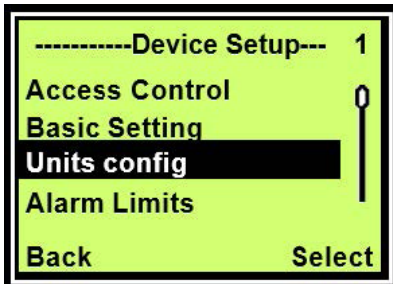 -----------Device Setup--- 1
Access Control
Basic Setting
Units config
Alarm Limits
Back Select